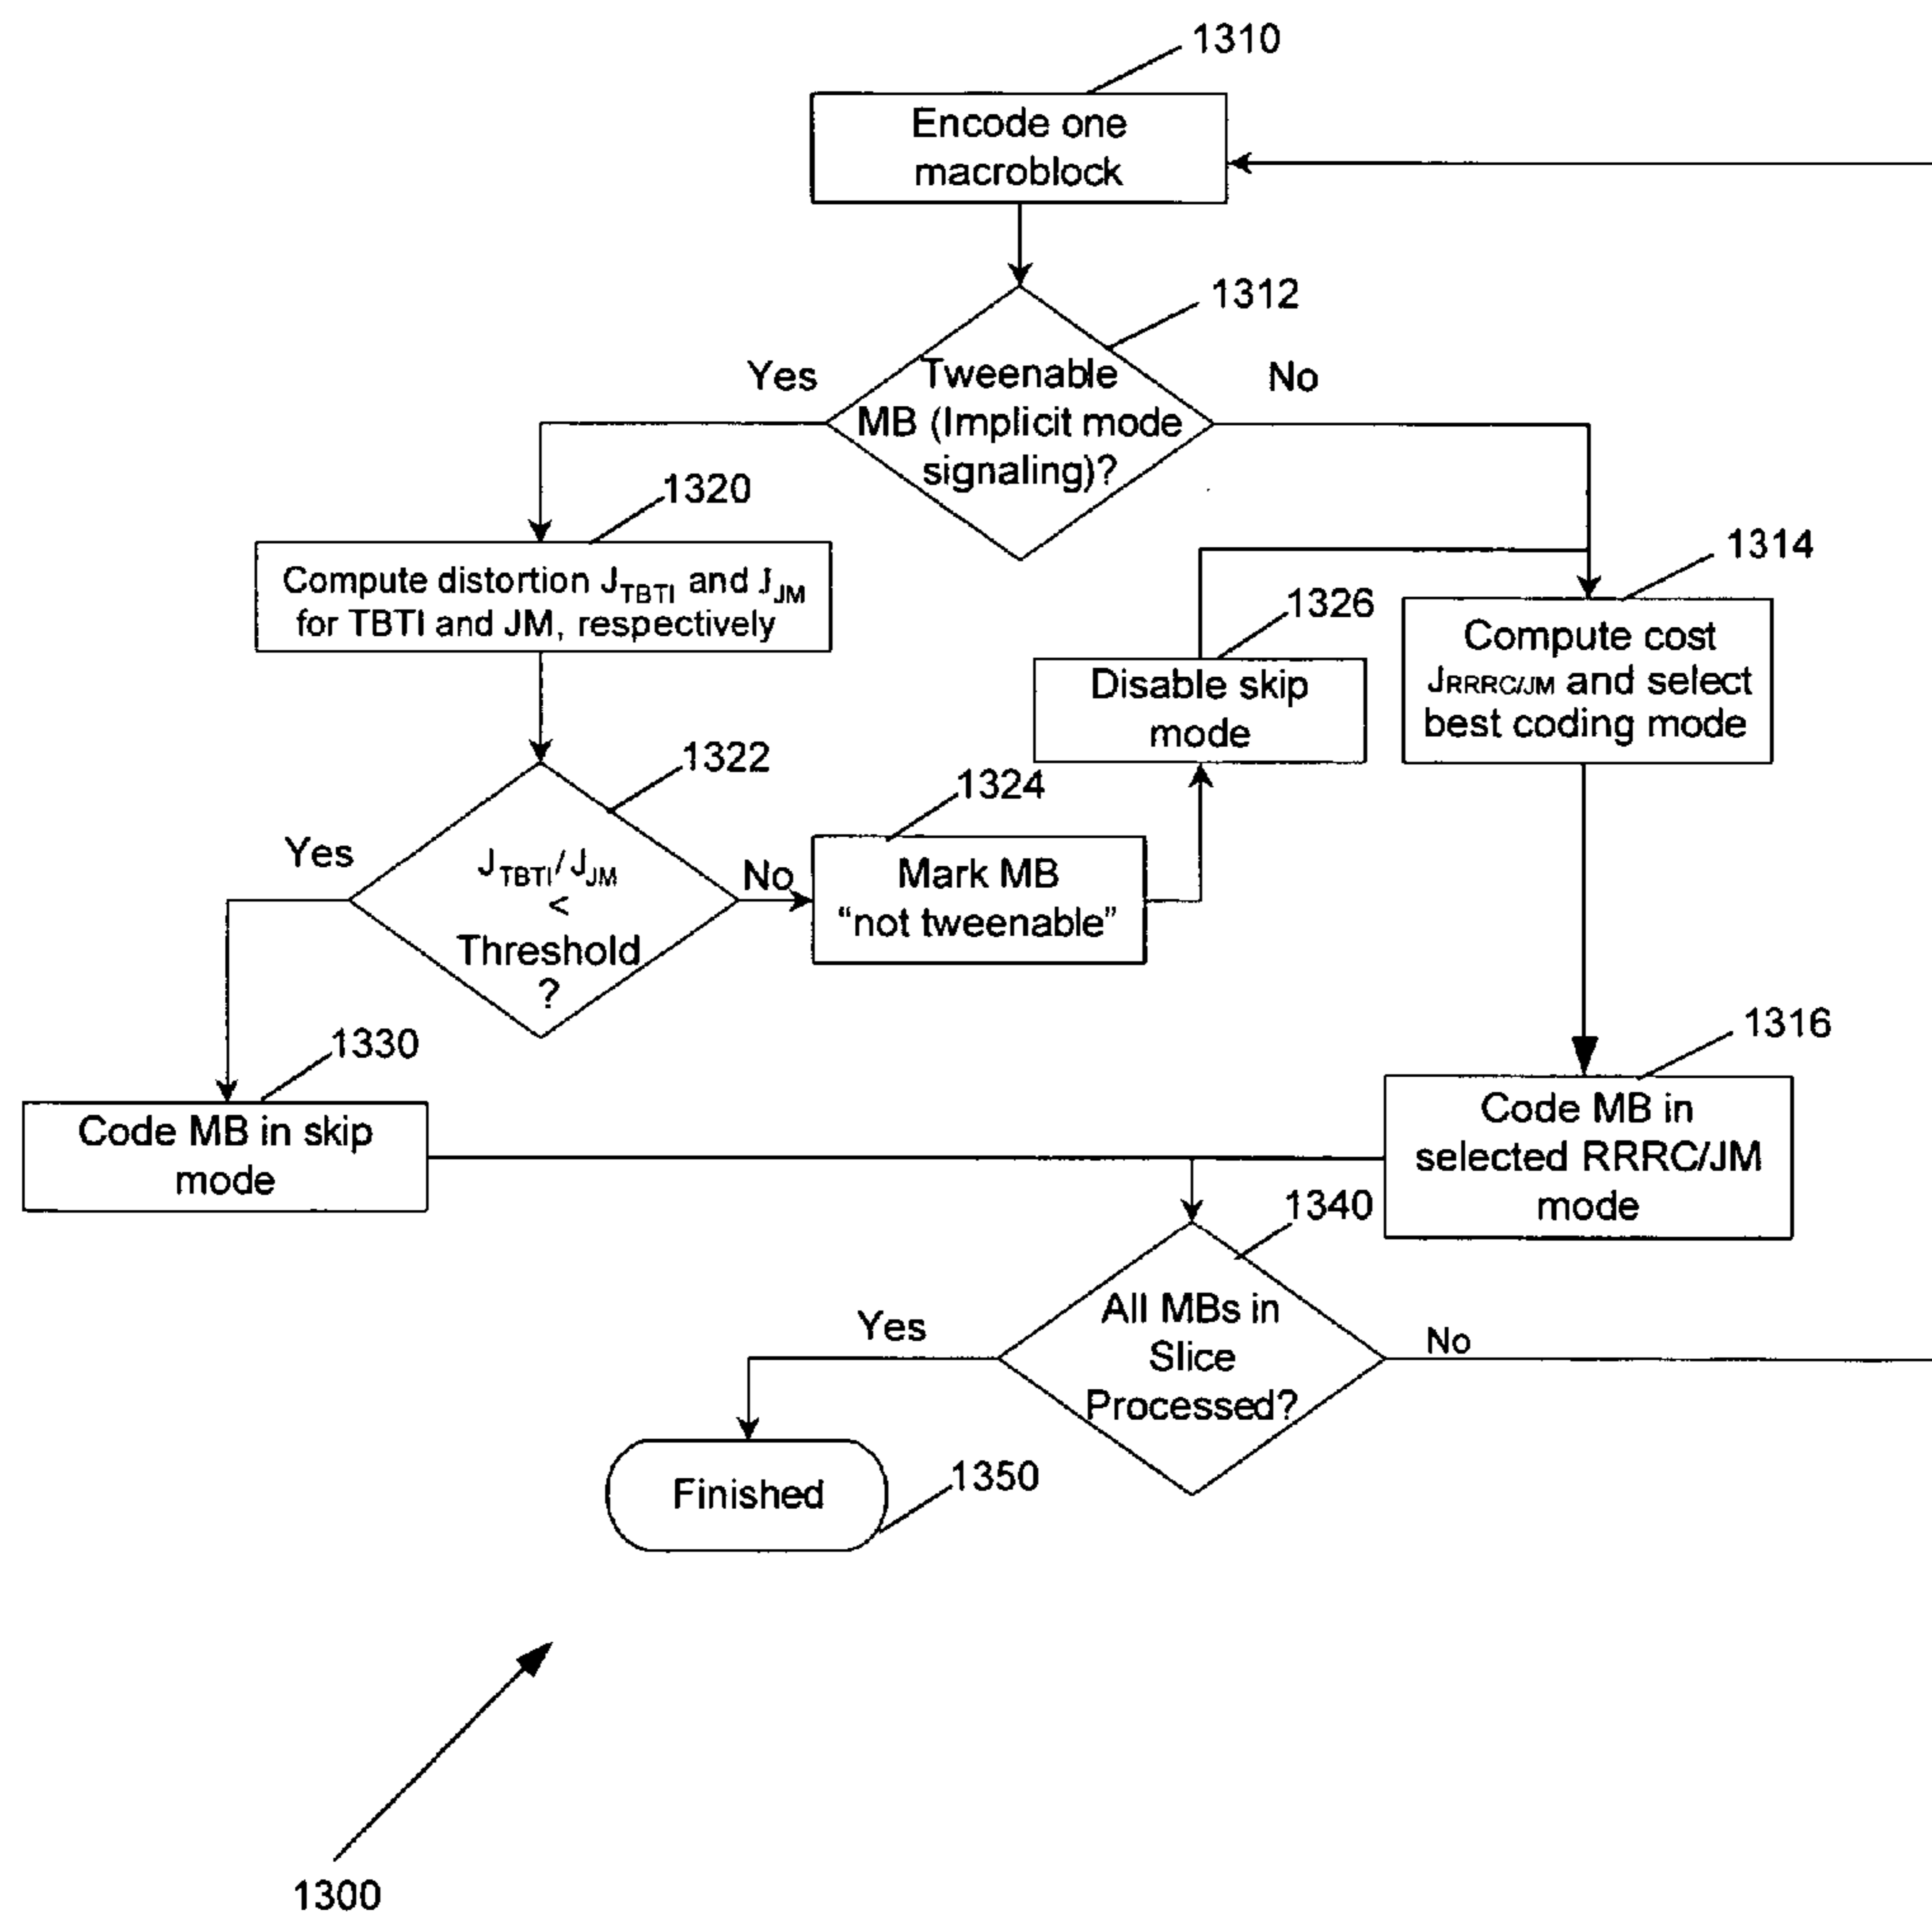 1310
Encode one
macroblock
1312
Yes
No
Tweenable
MB (Implicit mode
signaling)?
1320
Compute distortion J_TBTI and J_JM
for TBTI and JM, respectively
1314
Compute cost
J_RRRC/JM and select
best coding mode
1326
Disable skip
mode
1322
Yes
No
J_TBTI/J_JM
<
Threshold
?
1324
Mark MB
“not tweenable”
1330
Code MB in skip
mode
1316
Code MB in
selected RRRC/JM
mode
1340
Yes
No
All MBs in
Slice
Processed?
Finished
1350
1300